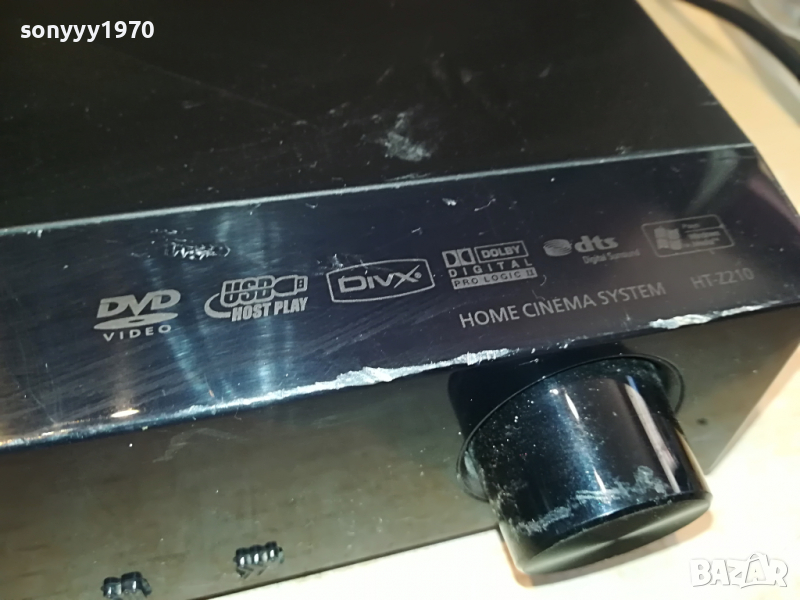 sonyyy1970
DVD
VIDEO
USB
HOST PLAY
DIVX
DOLBY
DIGITAL
PRO LOGIC II
dts
Digital Surround
HOME CINEMA SYSTEM
HT-Z210
BAZAR